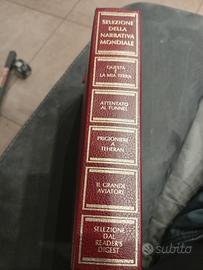 SELEZIONE
DELLA
NARRATIVA
MONDIALE
QUESTA
È
LA MIA TERRA
ATTENTATO
AL TUNNEL
PRIGIONIERE
A
TEHERAN
IL GRANDE
AVIATORE
SELEZIONE
DAL
READER'S
DIGEST
subito